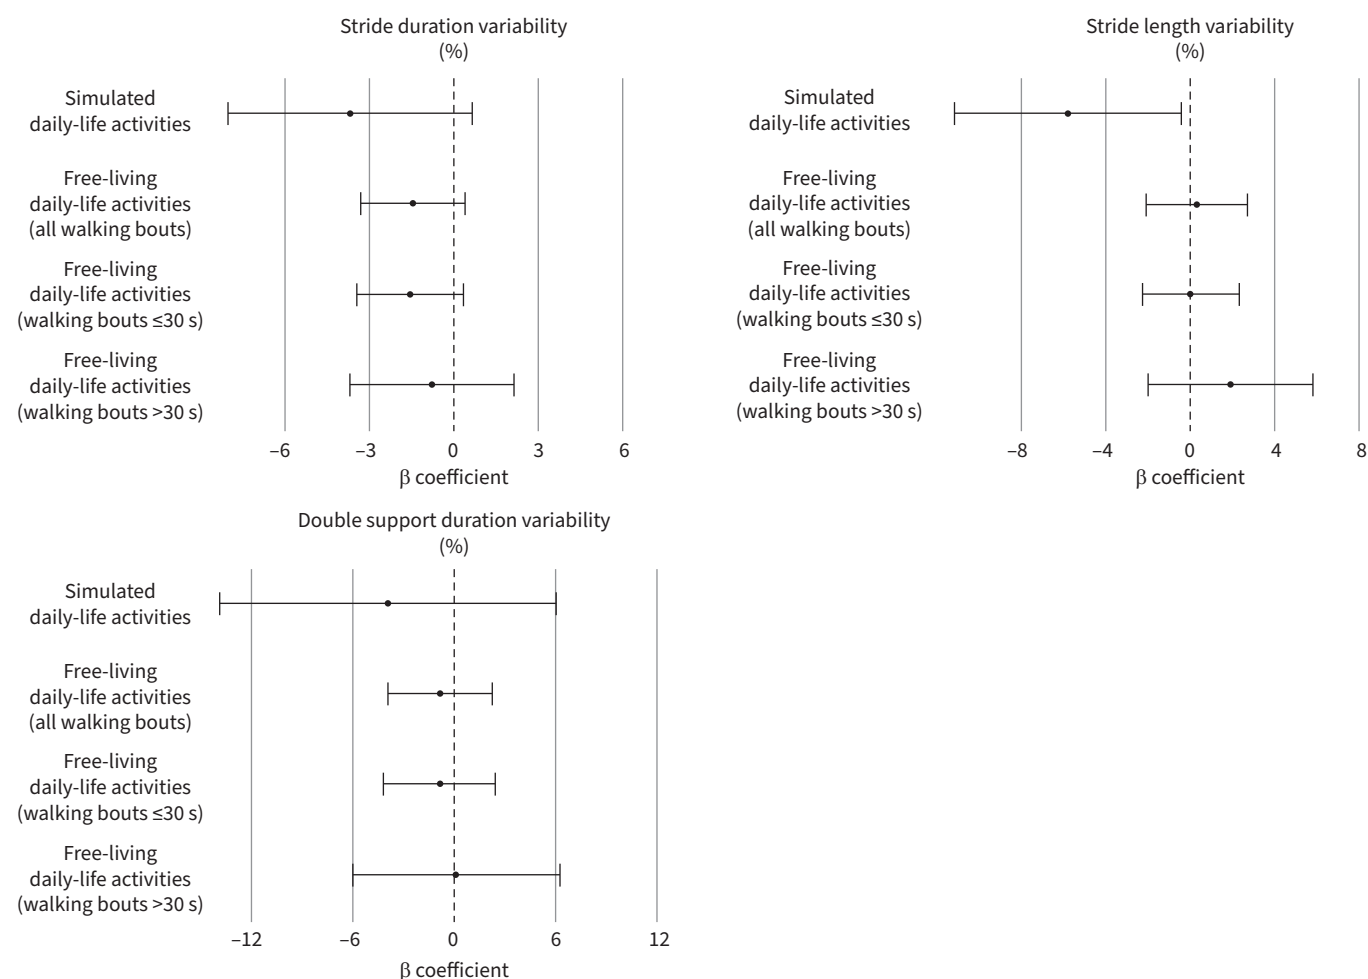 Stride duration variability
(%)
Simulated
daily-life activities
Free-living
daily-life activities
(all walking bouts)
Free-living
daily-life activities
(walking bouts ≤30 s)
Free-living
daily-life activities
(walking bouts >30 s)
–6 –3 0 3 6
β coefficient
Stride length variability
(%)
Simulated
daily-life activities
Free-living
daily-life activities
(all walking bouts)
Free-living
daily-life activities
(walking bouts ≤30 s)
Free-living
daily-life activities
(walking bouts >30 s)
–8 –4 0 4 8
β coefficient
Double support duration variability
(%)
Simulated
daily-life activities
Free-living
daily-life activities
(all walking bouts)
Free-living
daily-life activities
(walking bouts ≤30 s)
Free-living
daily-life activities
(walking bouts >30 s)
–12 –6 0 6 12
β coefficient